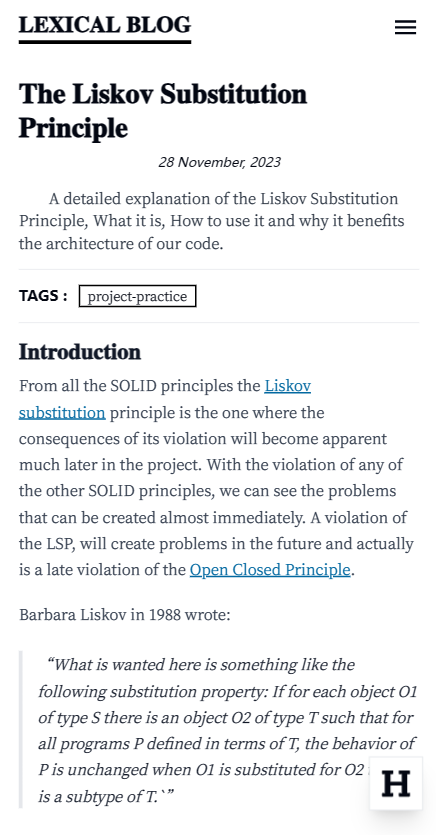 LEXICAL BLOG
The Liskov Substitution
Principle
28 November, 2023
A detailed explanation of the Liskov Substitution
Principle, What it is, How to use it and why it benefits
the architecture of our code.
TAGS : project-practice
Introduction
From all the SOLID principles the Liskov
substitution principle is the one where the
consequences of its violation will become apparent
much later in the project. With the violation of any of
the other SOLID principles, we can see the problems
that can be created almost immediately. A violation of
the LSP, will create problems in the future and actually
is a late violation of the Open Closed Principle.
Barbara Liskov in 1988 wrote:
“What is wanted here is something like the
following substitution property: If for each object O1
of type S there is an object O2 of type T such that for
all programs P defined in terms of T, the behavior of
P is unchanged when O1 is substituted for O2
is a subtype of T.`”
H